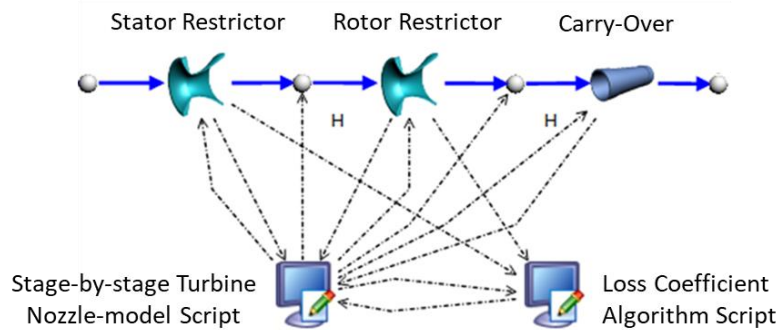 Stator Restrictor
Rotor Restrictor
Carry-Over
H
H
Stage-by-stage Turbine
Nozzle-model Script
Loss Coefficient
Algorithm Script